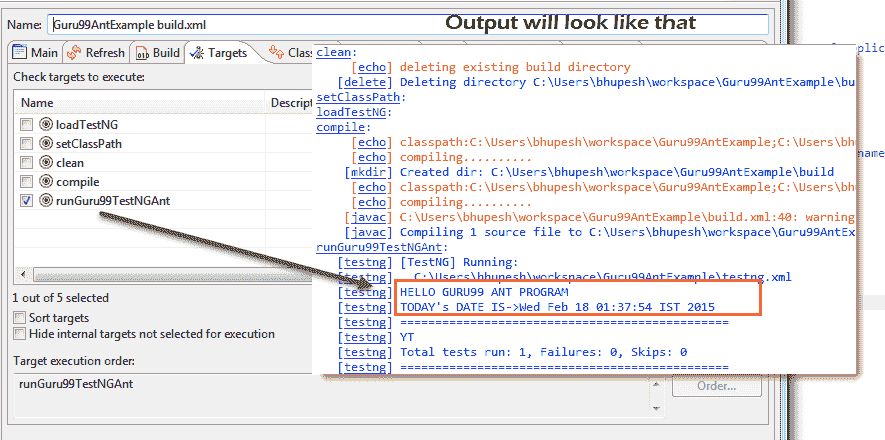 Name: Guru99AntExample build.xml
Output will look like that
Main Refresh Build Targets Class
Check targets to execute:
Name Descript
loadTestNG
setClassPath
clean
compile
runGuru99TestNGAnt
1 out of 5 selected
Sort targets
Hide internal targets not selected for execution
Target execution order:
runGuru99TestNGAnt
Order...
clean:
[echo] deleting existing build directory
[delete] Deleting directory C:\Users\bhupesh\workspace\Guru99AntExample\bu
setClassPath:
loadTestNG:
compile:
[echo] classpath:C:\Users\bhupesh\workspace\Guru99AntExample;C:\Users\bh
[echo] compiling..........
[mkdir] Created dir: C:\Users\bhupesh\workspace\Guru99AntExample\build
[echo] classpath:C:\Users\bhupesh\workspace\Guru99AntExample;C:\Users\bh
[echo] compiling..........
[javac] C:\Users\bhupesh\workspace\Guru99AntExample\build.xml:40: warning
[javac] Compiling 1 source file to C:\Users\bhupesh\workspace\Guru99AntEx
runGuru99TestNGAnt:
[testng] [TestNG] Running:
[testng] C:\Users\bhupesh\workspace\Guru99AntExample\testng.xml
[testng] HELLO GURU99 ANT PROGRAM
[testng] TODAY's DATE IS->Wed Feb 18 01:37:54 IST 2015
[testng] ===============================================
[testng] YT
[testng] Total tests run: 1, Failures: 0, Skips: 0
[testng] ===============================================
plic
name